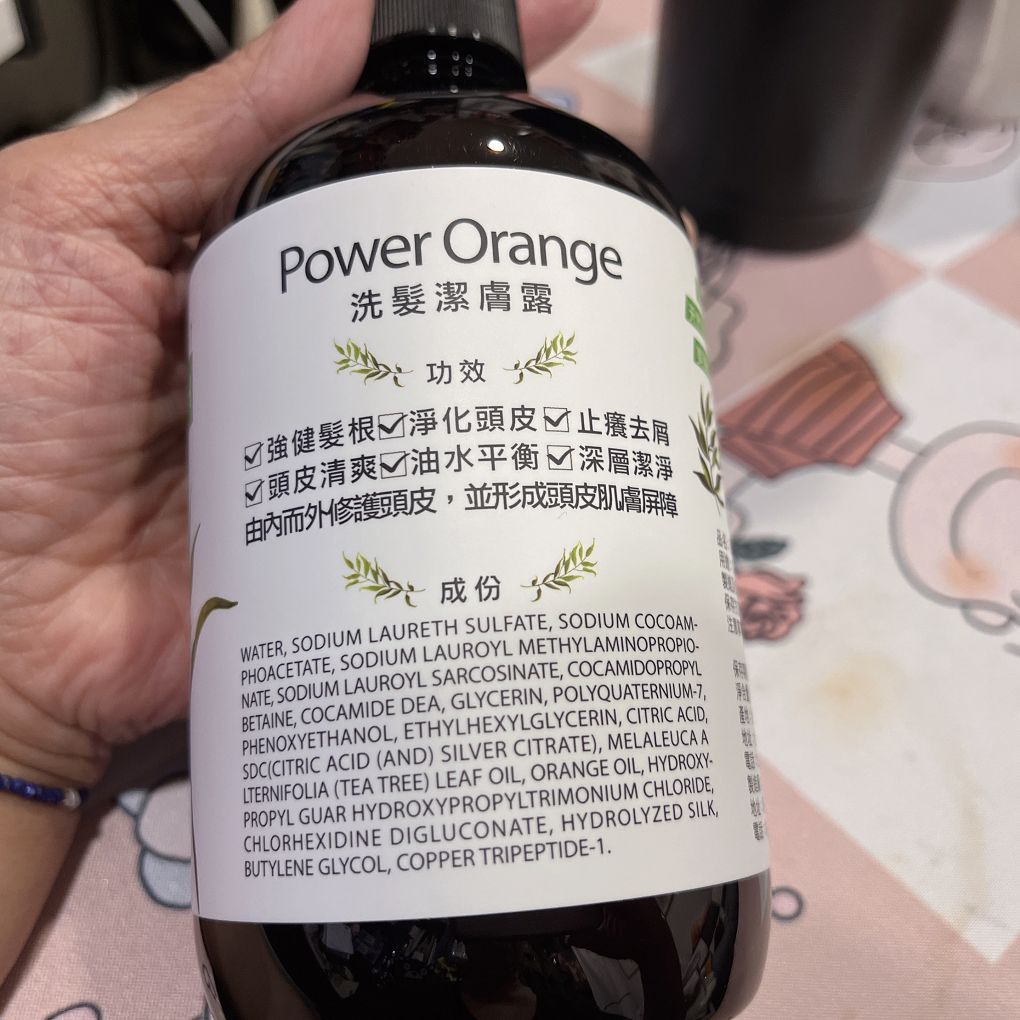 Power Orange
洗髮潔膚露
功效
強健髮根 淨化頭皮 止癢去屑
頭皮清爽 油水平衡 深層潔淨
由內而外修護頭皮，並形成頭皮肌膚屏障
成份
WATER, SODIUM LAURETH SULFATE, SODIUM COCOAM-
PHOACETATE, SODIUM LAUROYL METHYLAMINOPROPIO-
NATE, SODIUM LAUROYL SARCOSINATE, COCAMIDOPROPYL
BETAINE, COCAMIDE DEA, GLYCERIN, POLYQUATERNIUM-7,
PHENOXYETHANOL, ETHYLHEXYLGLYCERIN, CITRIC ACID,
SDC(CITRIC ACID (AND) SILVER CITRATE), MELALEUCA A
LTERNIFOLIA (TEA TREE) LEAF OIL, ORANGE OIL, HYDROXY-
PROPYL GUAR HYDROXYPROPYLTRIMONIUM CHLORIDE,
CHLORHEXIDINE DIGLUCONATE, HYDROLYZED SILK,
BUTYLENE GLYCOL, COPPER TRIPEPTIDE-1.